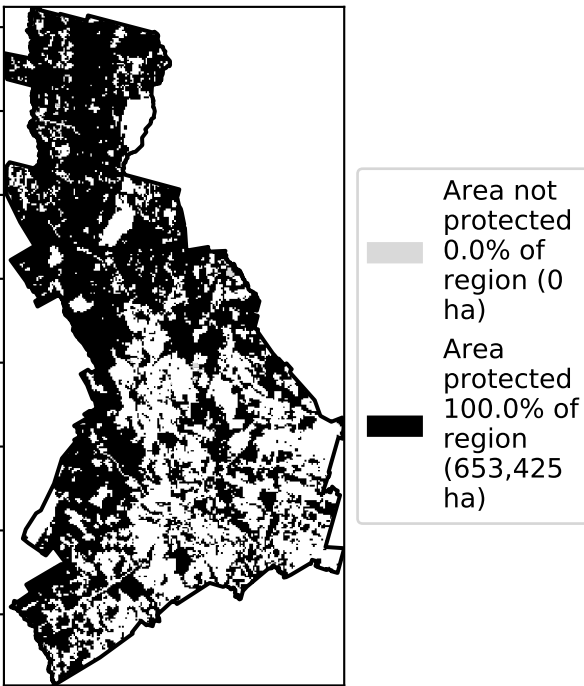 Area not
protected
0.0% of
region (0
ha)
Area
protected
100.0% of
region
(653,425
ha)